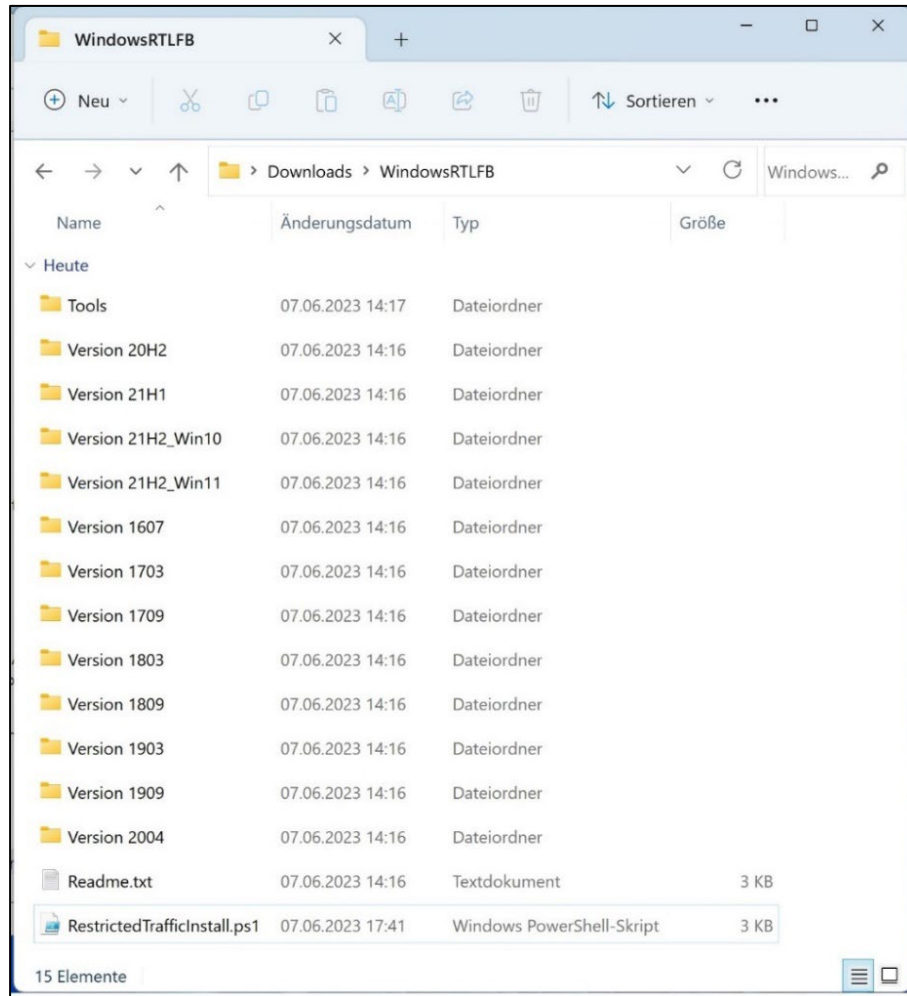 WindowsRTLFB
Neu
Sortieren
Downloads > WindowsRTLFB
Windows...
Name Änderungsdatum Typ Größe
Heute
Tools 07.06.2023 14:17 Dateiordner
Version 20H2 07.06.2023 14:16 Dateiordner
Version 21H1 07.06.2023 14:16 Dateiordner
Version 21H2_Win10 07.06.2023 14:16 Dateiordner
Version 21H2_Win11 07.06.2023 14:16 Dateiordner
Version 1607 07.06.2023 14:16 Dateiordner
Version 1703 07.06.2023 14:16 Dateiordner
Version 1709 07.06.2023 14:16 Dateiordner
Version 1803 07.06.2023 14:16 Dateiordner
Version 1809 07.06.2023 14:16 Dateiordner
Version 1903 07.06.2023 14:16 Dateiordner
Version 1909 07.06.2023 14:16 Dateiordner
Version 2004 07.06.2023 14:16 Dateiordner
Readme.txt 07.06.2023 14:16 Textdokument 3 KB
RestrictedTrafficInstall.ps1 07.06.2023 17:41 Windows PowerShell-Skript 3 KB
15 Elemente